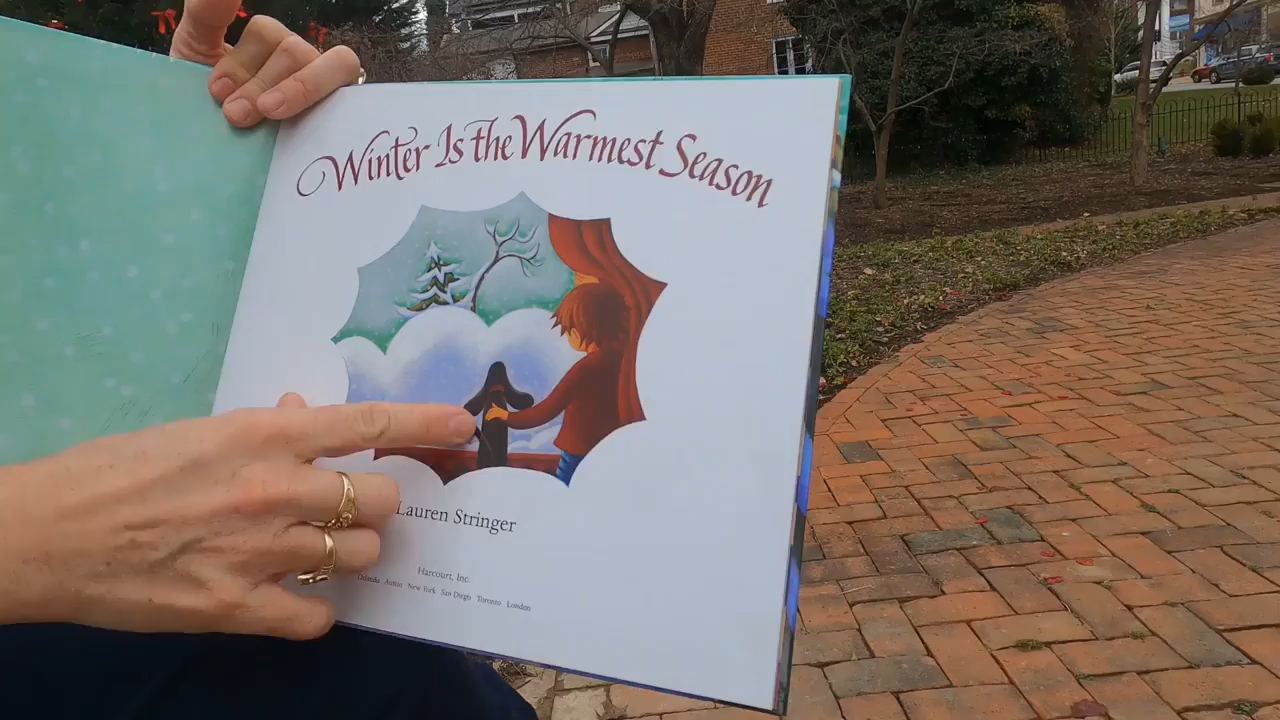 Winter Is the Warmest Season
Lauren Stringer
Harcourt, Inc.
Orlando Austin New York San Diego Toronto London